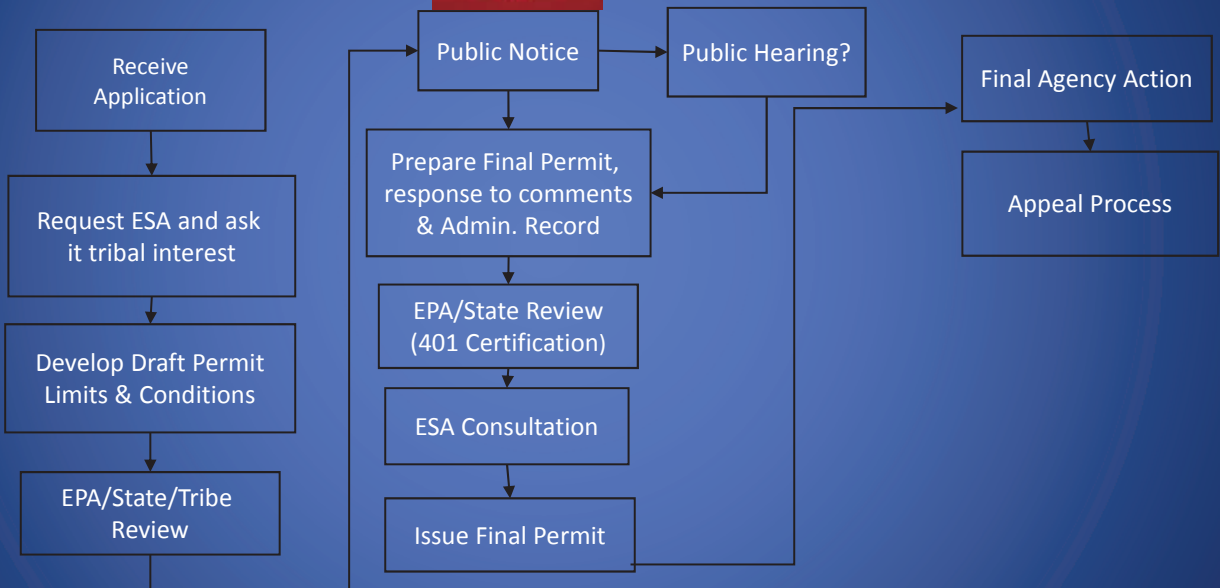 Receive
Application
Request ESA and ask
it tribal interest
Develop Draft Permit
Limits & Conditions
EPA/State/Tribe
Review
Public Notice
Public Hearing?
Prepare Final Permit,
response to comments
& Admin. Record
EPA/State Review
(401 Certification)
ESA Consultation
Issue Final Permit
Final Agency Action
Appeal Process